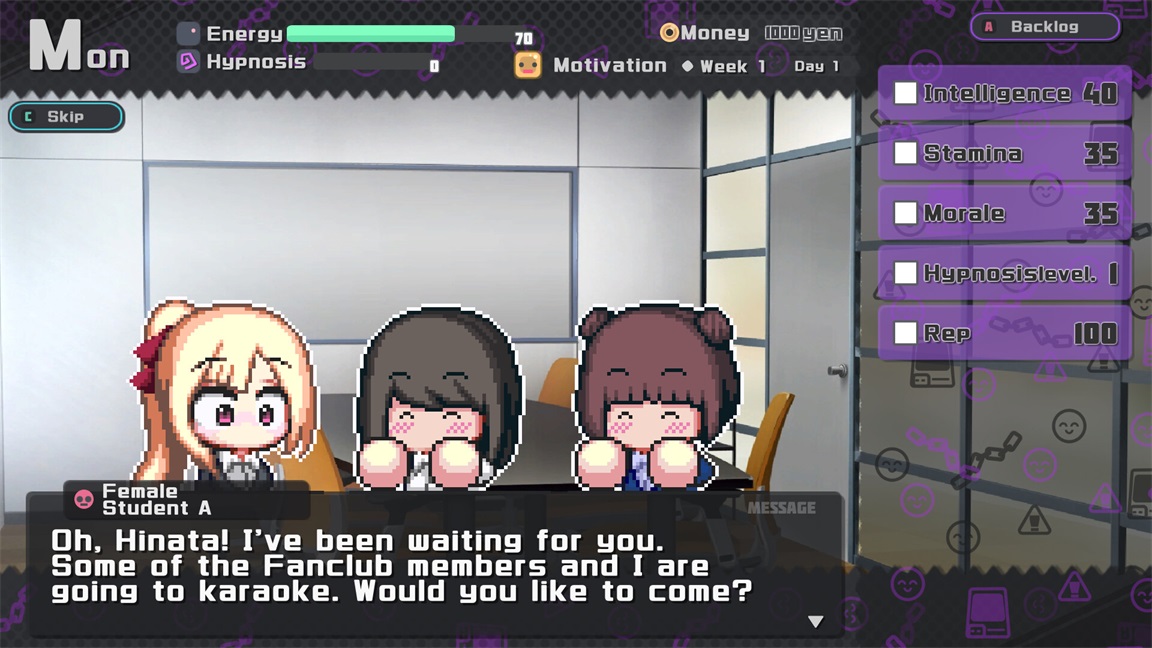 Mon
Energy 70
Hypnosis 0
Money 1000 yen
Motivation
Week 1 Day 1
A Backlog
C Skip
Intelligence 40
Stamina 35
Morale 35
Hypnosislevel. 1
Rep 100
Female
Student A
MESSAGE
Oh, Hinata! I've been waiting for you.
Some of the Fanclub members and I are
going to karaoke. Would you like to come?